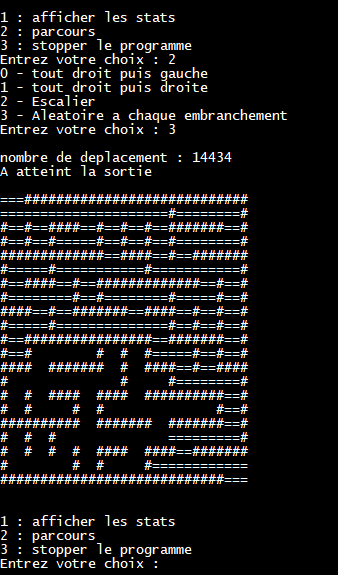 1 : afficher les stats
2 : parcours
3 : stopper le programme
Entrez votre choix : 2
0 - tout droit puis gauche
1 - tout droit puis droite
2 - Escalier
3 - Aleatoire a chaque embranchement
Entrez votre choix : 3
nombre de deplacement : 14434
A atteint la sortie
===############################
=====================#========#
#==#==####==#==#==#==#######==#
#==#==#=====#==#==#==#========#
#############==####==#==#######
#=====#===========#===========#
#==####==#==#############==#==#
#========#==#========#=====#==#
####==#==#######==####==#==#==#
#=====#==============#==#==#==#
#==################==#######==#
#==#        #  #  #=====#==#==#
####  #######  #  ####==#==####
#              #     #========#
#  #  ####  ####  ##########==#
#  #     #  #              #==#
##########  #######  #######==#
#  #  #              =========#
#  #  #  #  ####  ####==#######
#        #  #     #============
############################===
1 : afficher les stats
2 : parcours
3 : stopper le programme
Entrez votre choix :